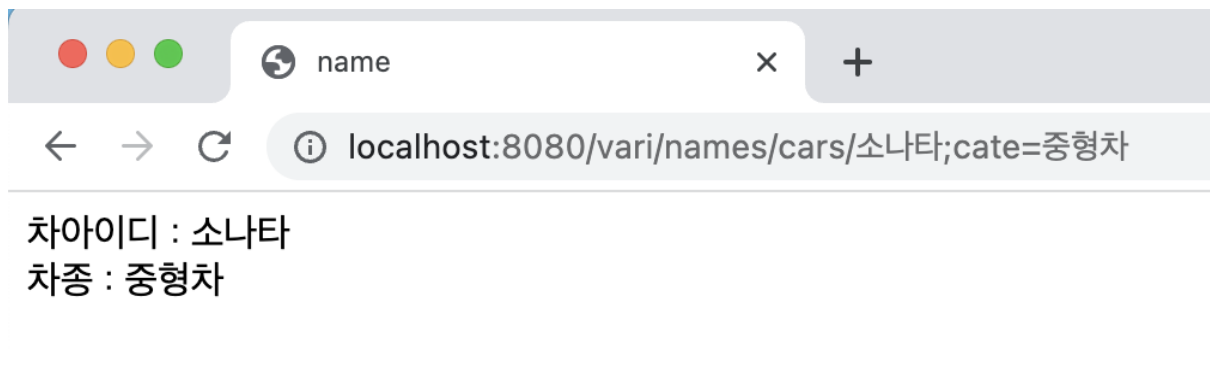 name
localhost:8080/vari/names/cars/소나타;cate=중형차
차아이디 : 소나타
차종 : 중형차